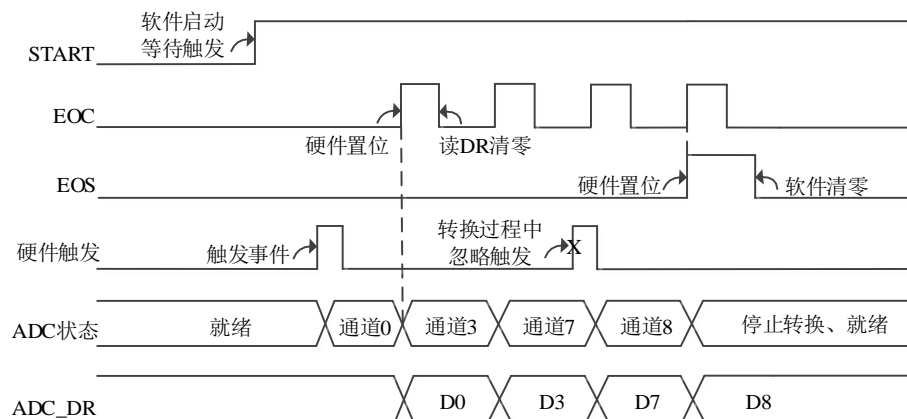 软件启动
等待触发
START
EOC
硬件置位
读DR清零
EOS
硬件置位
软件清零
硬件触发
触发事件
转换过程中
忽略触发
X
ADC状态
就绪
通道0
通道3
通道7
通道8
停止转换、就绪
ADC_DR
D0
D3
D7
D8